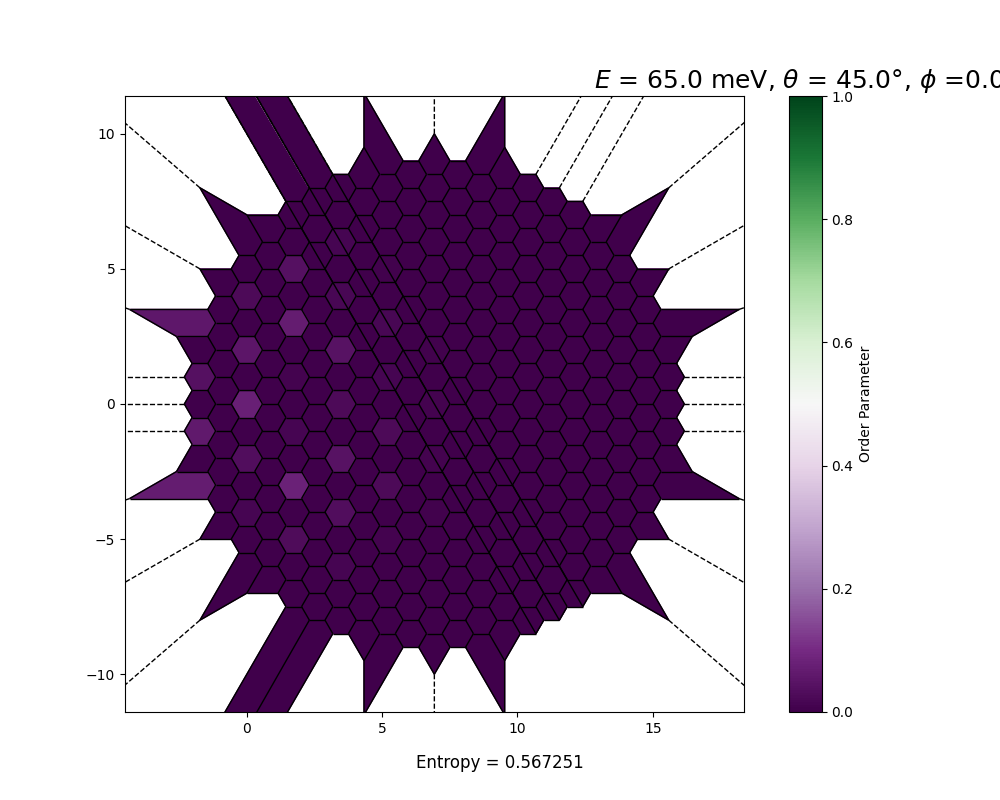 E = 65.0 meV, θ = 45.0°, ϕ =0.0
1.0
10
0.8
5
0.6
0
0.4
Order Parameter
−5
0.2
−10
0.0
0 5 10 15
Entropy = 0.567251